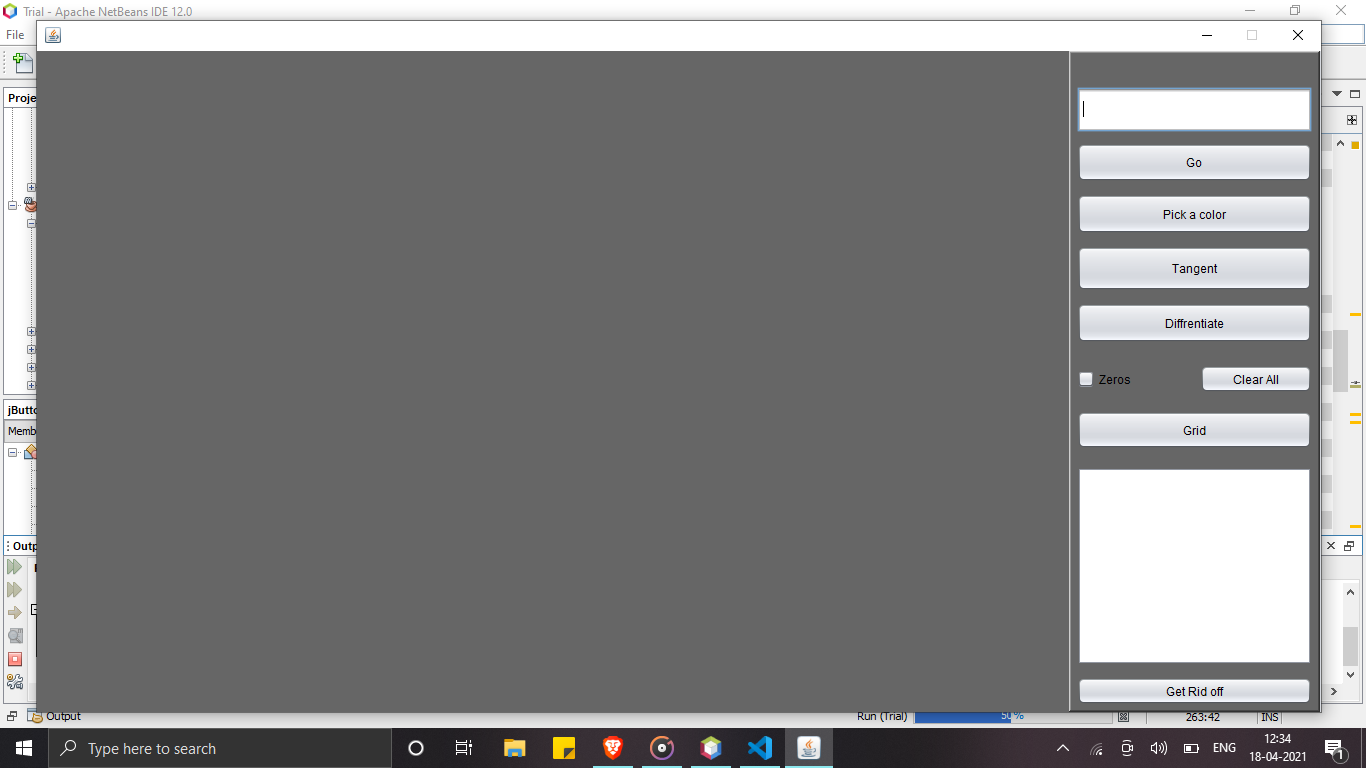 Trial - Apache NetBeans IDE 12.0
File
Proje
Go
Pick a color
Tangent
Diffrentiate
Zeros
Clear All
Grid
jButto
Memb
Outp
Get Rid off
Output
Run (Trial)
50%
263:42
INS
Type here to search
ENG
12:34
18-04-2021
1